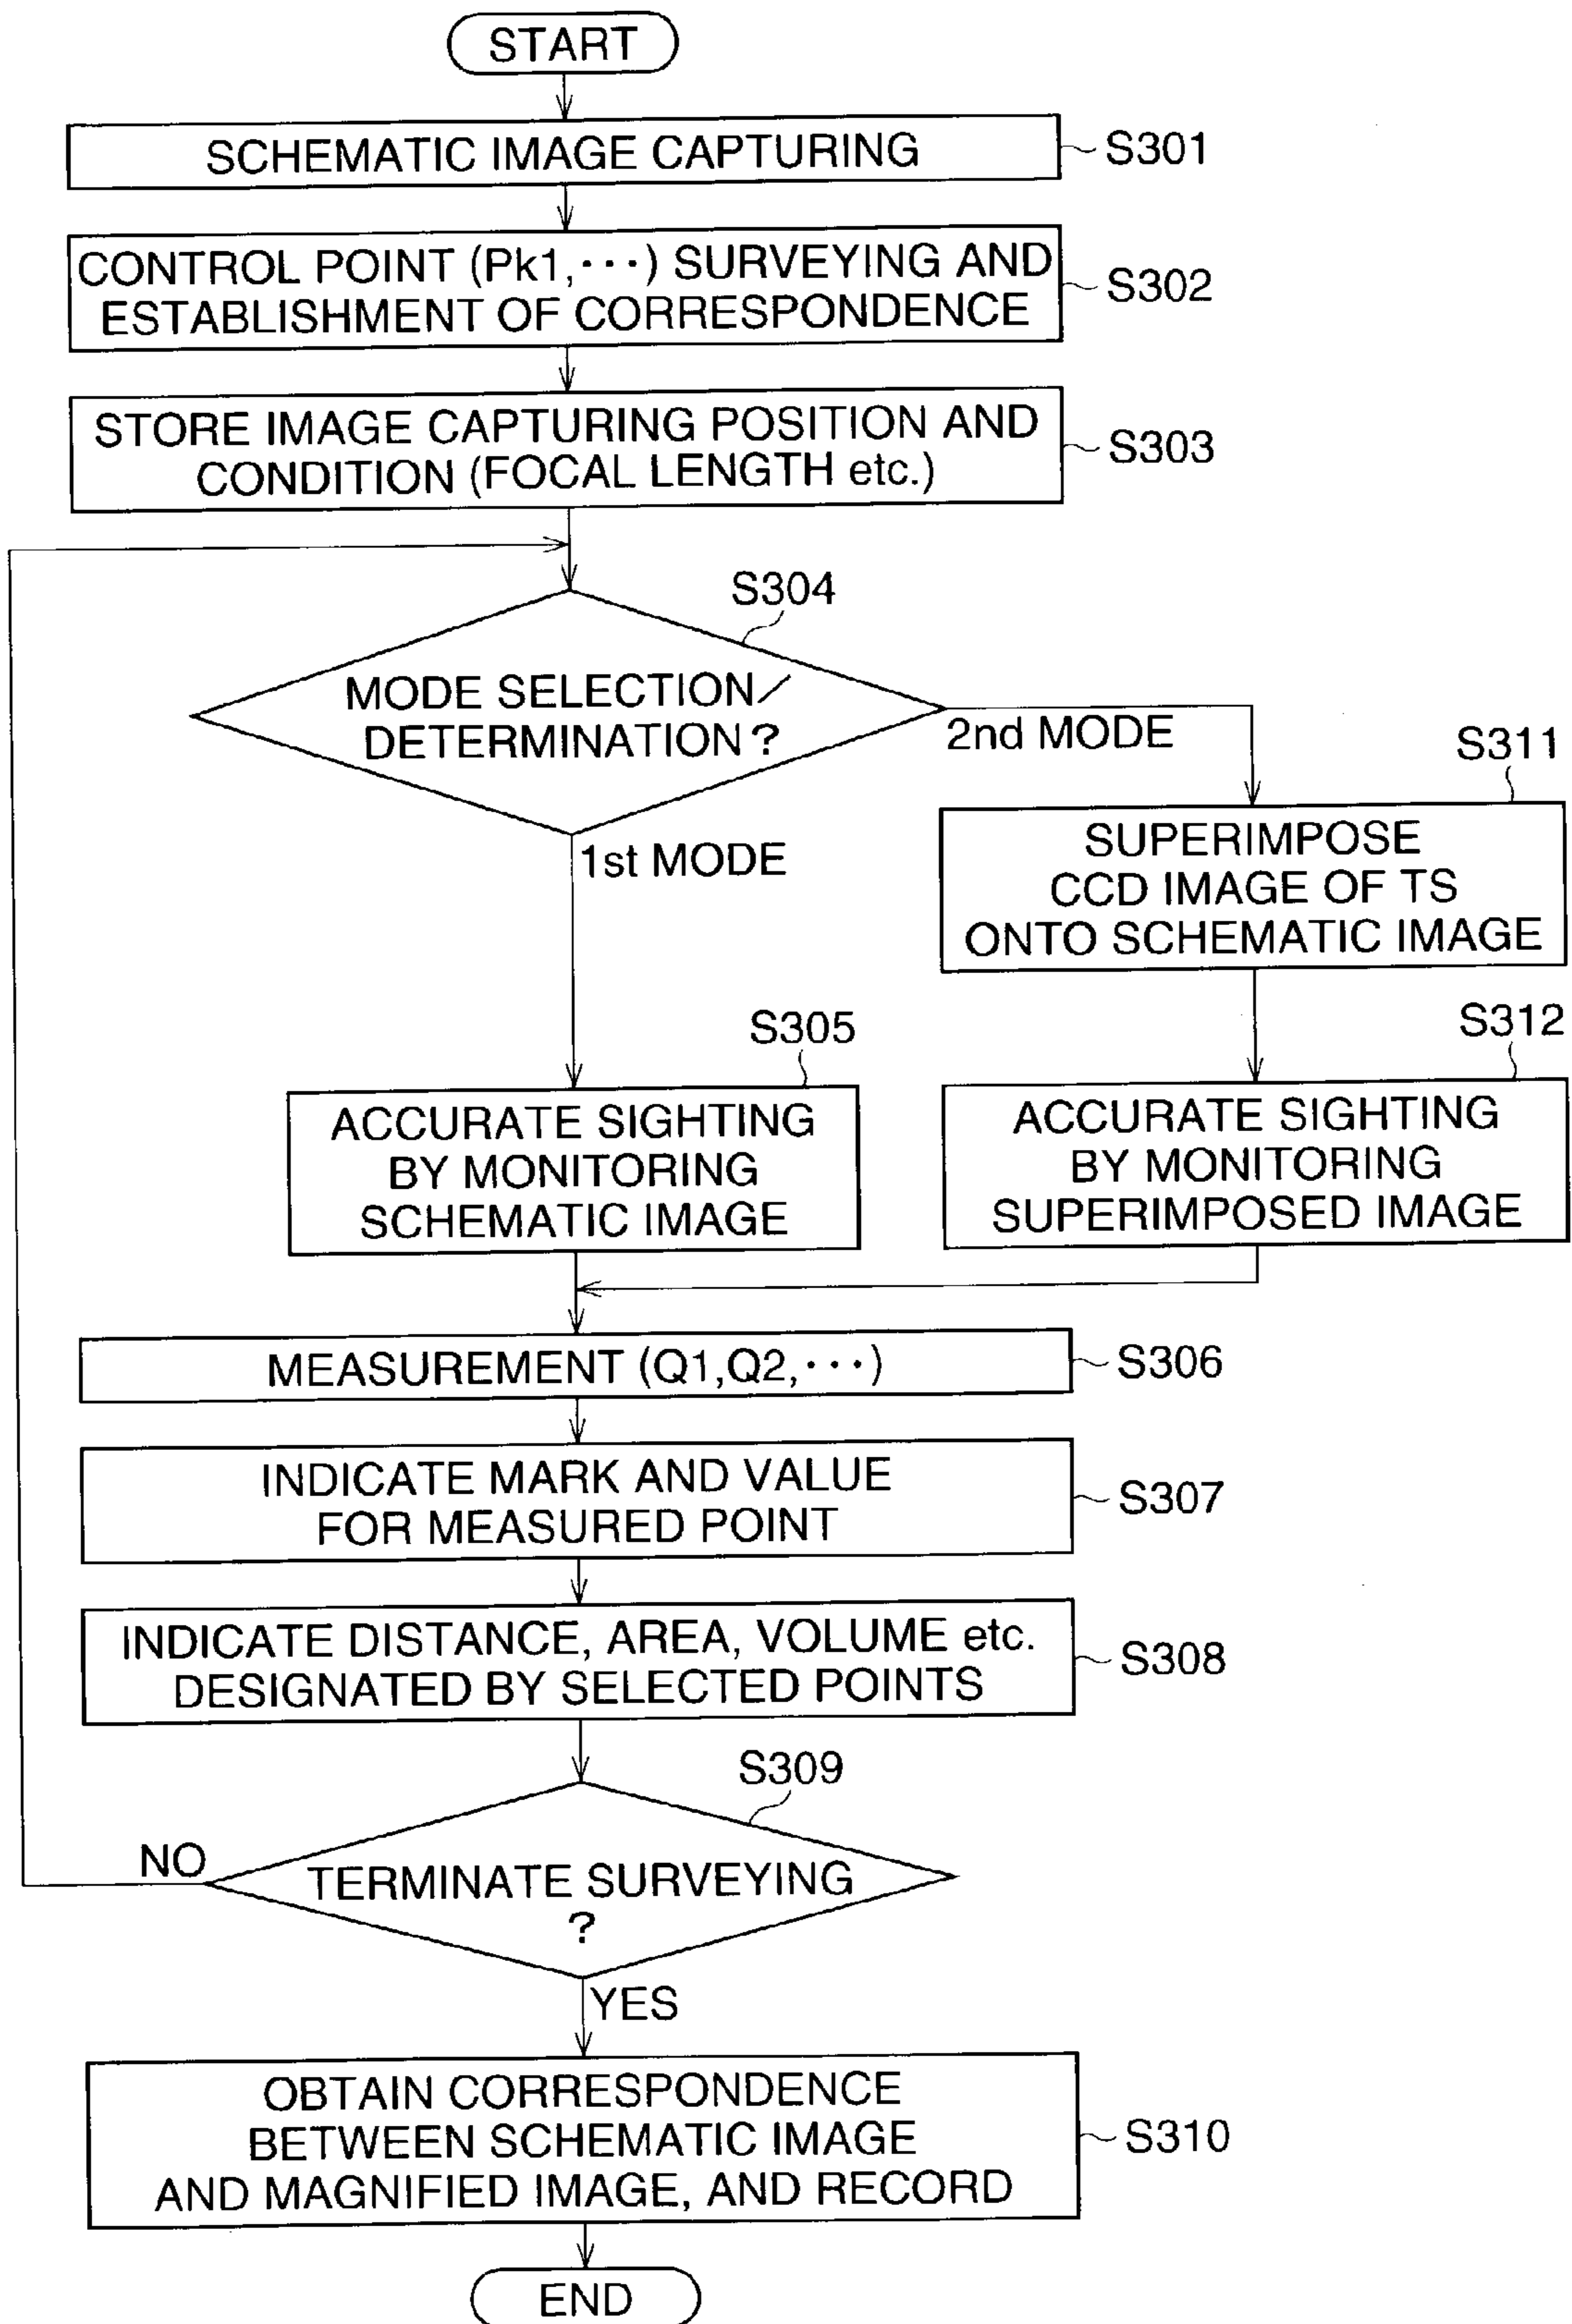 START
SCHEMATIC IMAGE CAPTURING
S301
CONTROL POINT (Pk1,···) SURVEYING AND
ESTABLISHMENT OF CORRESPONDENCE
S302
STORE IMAGE CAPTURING POSITION AND
CONDITION (FOCAL LENGTH etc.)
S303
S304
MODE SELECTION/
DETERMINATION?
2nd MODE
1st MODE
S311
SUPERIMPOSE
CCD IMAGE OF TS
ONTO SCHEMATIC IMAGE
S305
ACCURATE SIGHTING
BY MONITORING
SCHEMATIC IMAGE
S312
ACCURATE SIGHTING
BY MONITORING
SUPERIMPOSED IMAGE
MEASUREMENT (Q1,Q2,···)
S306
INDICATE MARK AND VALUE
FOR MEASURED POINT
S307
INDICATE DISTANCE, AREA, VOLUME etc.
DESIGNATED BY SELECTED POINTS
S308
S309
NO
TERMINATE SURVEYING
?
YES
OBTAIN CORRESPONDENCE
BETWEEN SCHEMATIC IMAGE
AND MAGNIFIED IMAGE, AND RECORD
S310
END